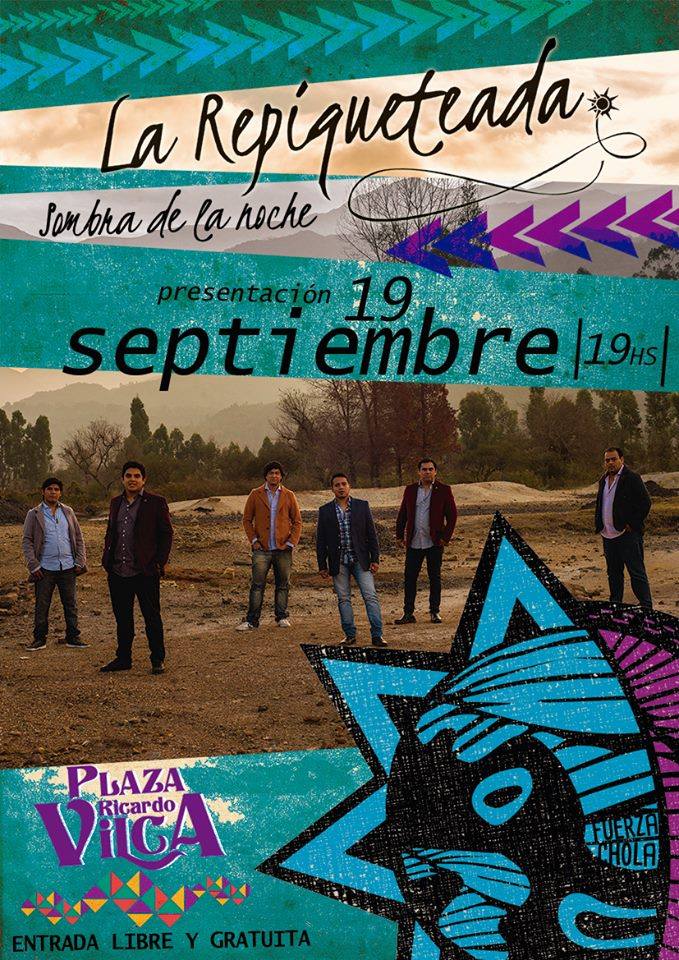 La Repiqueteada
sombra de la noche
presentación 19
septiembre |19HS|
PLAZA
Ricardo
VILCA
FUERZA
CHOLA
ENTRADA LIBRE Y GRATUITA